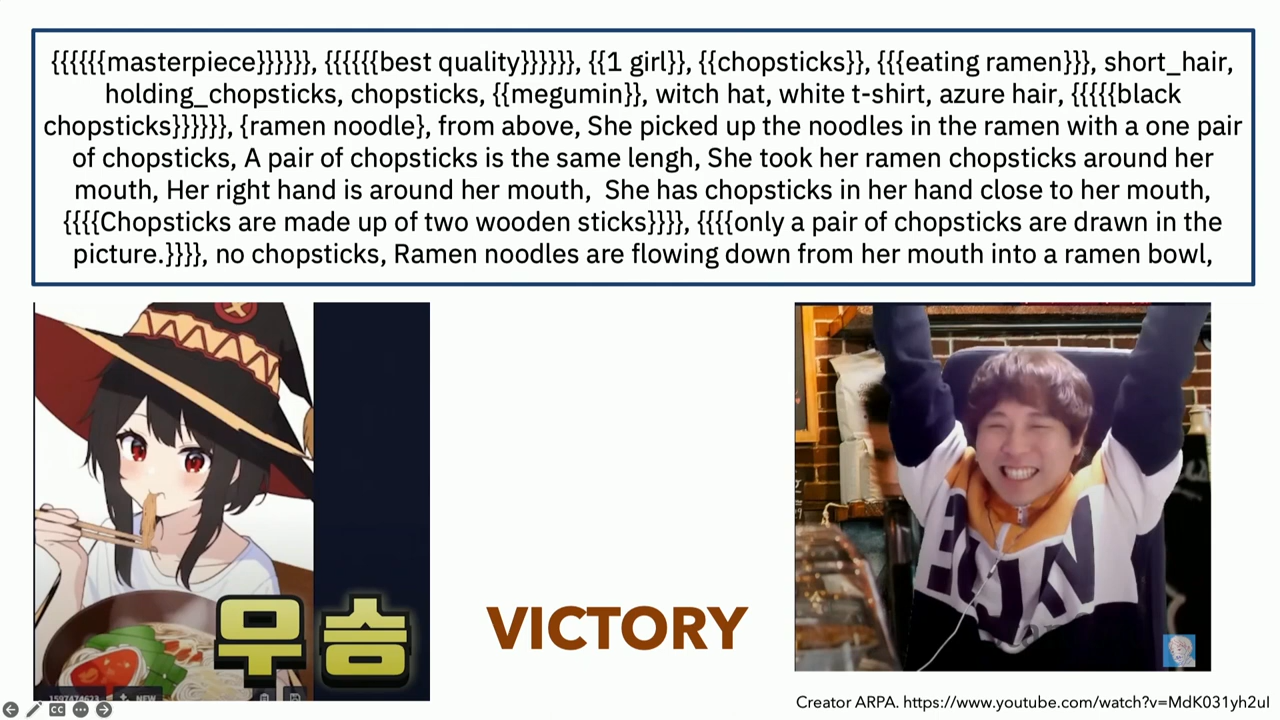 {{{{{{masterpiece}}}}}}, {{{{{{best quality}}}}}}, {{1 girl}}, {{chopsticks}}, {{{eating ramen}}}, short_hair,
holding_chopsticks, chopsticks, {{megumin}}, witch hat, white t-shirt, azure hair, {{{{{black
chopsticks}}}}}}, {ramen noodle}, from above, She picked up the noodles in the ramen with a one pair
of chopsticks, A pair of chopsticks is the same lengh, She took her ramen chopsticks around her
mouth, Her right hand is around her mouth,  She has chopsticks in her hand close to her mouth,
{{{{Chopsticks are made up of two wooden sticks}}}}, {{{{only a pair of chopsticks are drawn in the
picture.}}}}, no chopsticks, Ramen noodles are flowing down from her mouth into a ramen bowl,
우승
VICTORY
1597474623
NEW
Creator ARPA. https://www.youtube.com/watch?v=MdK031yh2uI